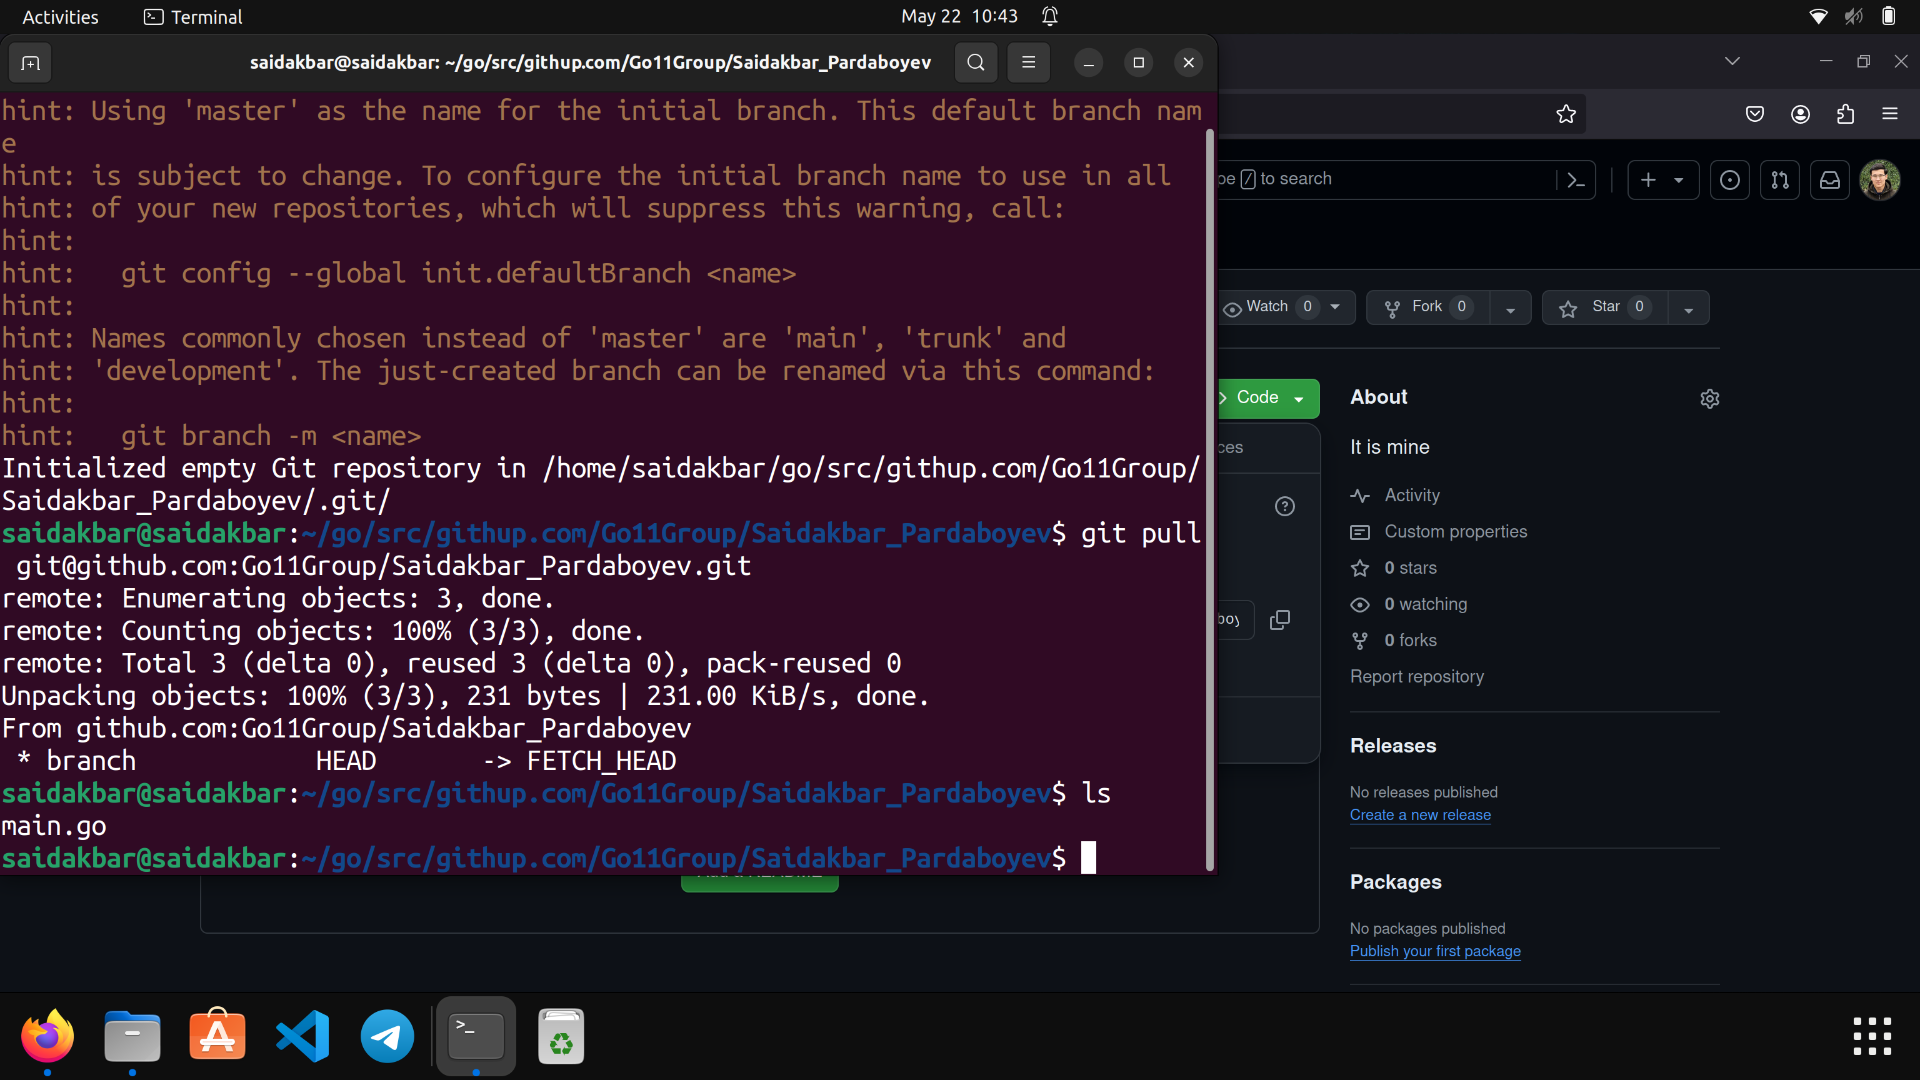 Activities
Terminal
May 22 10:43
saidakbar@saidakbar: ~/go/src/githup.com/Go11Group/Saidakbar_Pardaboyev
hint: Using 'master' as the name for the initial branch. This default branch nam
e
hint: is subject to change. To configure the initial branch name to use in all
hint: of your new repositories, which will suppress this warning, call:
hint:
hint:   git config --global init.defaultBranch <name>
hint:
hint: Names commonly chosen instead of 'master' are 'main', 'trunk' and
hint: 'development'. The just-created branch can be renamed via this command:
hint:
hint:   git branch -m <name>
Initialized empty Git repository in /home/saidakbar/go/src/githup.com/Go11Group/
Saidakbar_Pardaboyev/.git/
saidakbar@saidakbar:~/go/src/githup.com/Go11Group/Saidakbar_Pardaboyev$ git pull
 git@github.com:Go11Group/Saidakbar_Pardaboyev.git
remote: Enumerating objects: 3, done.
remote: Counting objects: 100% (3/3), done.
remote: Total 3 (delta 0), reused 3 (delta 0), pack-reused 0
Unpacking objects: 100% (3/3), 231 bytes | 231.00 KiB/s, done.
From github.com:Go11Group/Saidakbar_Pardaboyev
 * branch            HEAD       -> FETCH_HEAD
saidakbar@saidakbar:~/go/src/githup.com/Go11Group/Saidakbar_Pardaboyev$ ls
main.go
saidakbar@saidakbar:~/go/src/githup.com/Go11Group/Saidakbar_Pardaboyev$
pe / to search
Watch 0
Fork 0
Star 0
Code
ces
boy
About
It is mine
Activity
Custom properties
0 stars
0 watching
0 forks
Report repository
Releases
No releases published
Create a new release
Packages
No packages published
Publish your first package